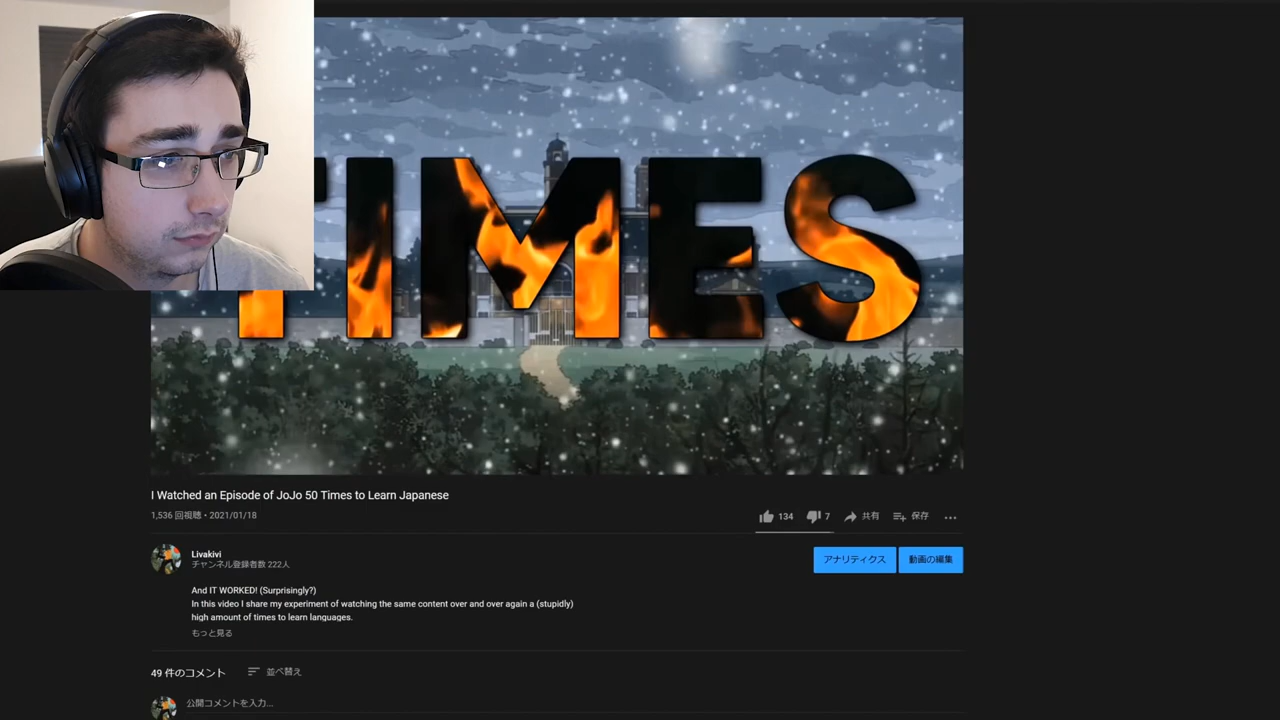 TIMES
I Watched an Episode of JoJo 50 Times to Learn Japanese
1,536 回視聴・2021/01/18
134 7 共有 保存
Livakivi
チャンネル登録者数 222人
アナリティクス 動画の編集
And IT WORKED! (Surprisingly?)
In this video I share my experiment of watching the same content over and over again a (stupidly)
high amount of times to learn languages.
もっと見る
49 件のコメント 並べ替え
公開コメントを入力...